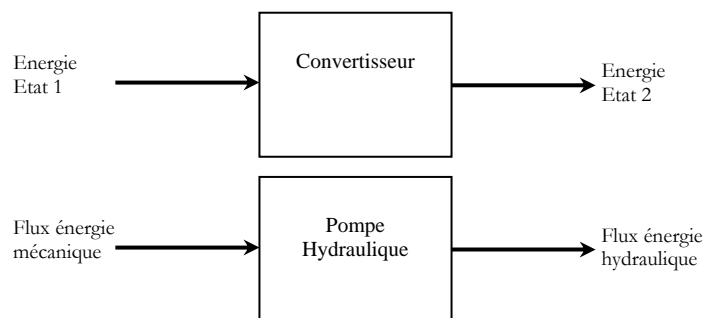 Energie
Etat 1
Convertisseur
Energie
Etat 2
Flux énergie
mécanique
Pompe
Hydraulique
Flux énergie
hydraulique